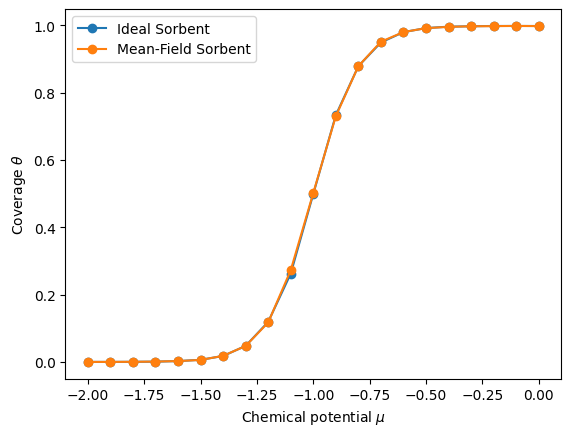 Ideal Sorbent
Mean-Field Sorbent
Coverage θ
1.0
0.8
0.6
0.4
0.2
0.0
−2.00 −1.75 −1.50 −1.25 −1.00 −0.75 −0.50 −0.25 0.00
Chemical potential μ